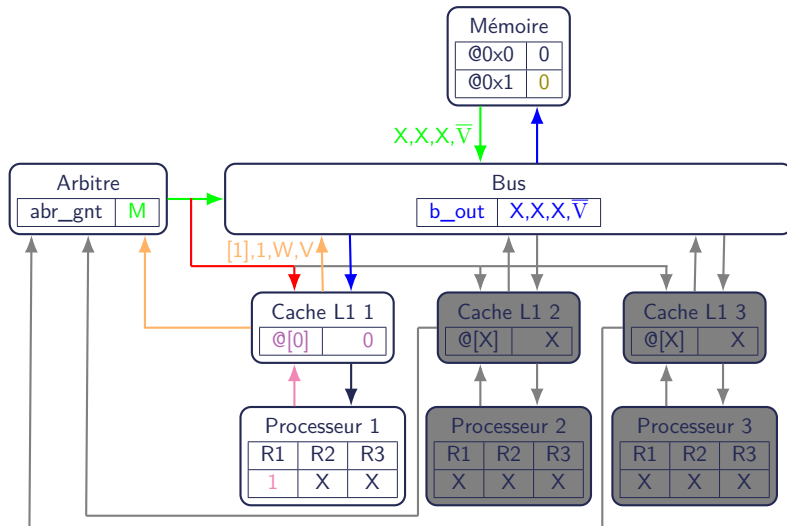 Mémoire
@0x0 0
@0x1 0
X,X,X,V̅
Arbitre
abr_gnt M
Bus
b_out X,X,X,V̅
[1],1,W,V
Cache L1 1
@[0] 0
Cache L1 2
@[X] X
Cache L1 3
@[X] X
Processeur 1
R1 R2 R3
1 X X
Processeur 2
R1 R2 R3
X X X
Processeur 3
R1 R2 R3
X X X